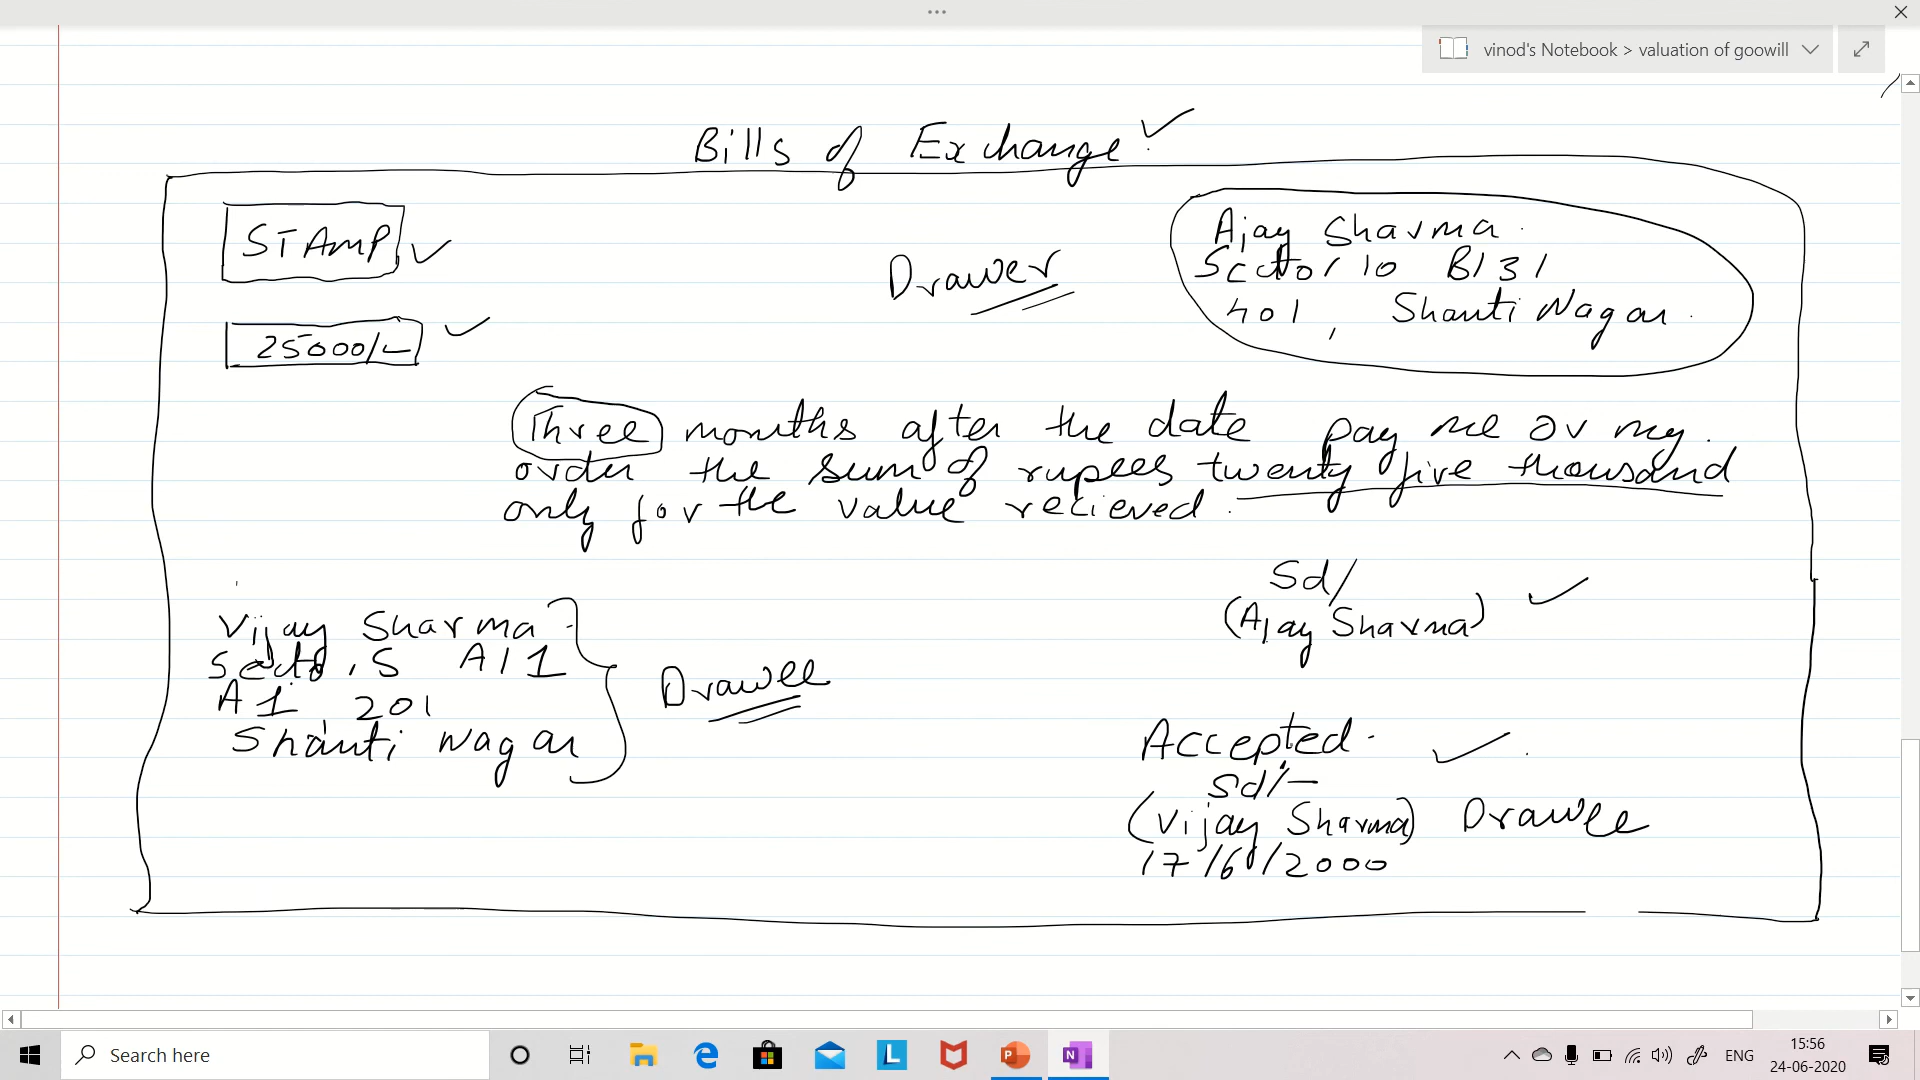 vinod's Notebook > valuation of goowill
Bills of Exchange
STAMP
Ajay Sharma
Sector 10 B131
401, Shanti Nagar
Drawer
25000/-
Three months after the date pay me or my
order the sum of rupees twenty five thousand
only for the value recieved.
Sd/
(Ajay Sharma)
Vijay Sharma
Sector 5 A11
A1, 201
Shanti Nagar
Drawee
Accepted
Sd/-
(Vijay Sharma) Drawee
17/6/2000
Search here
ENG
15:56
24-06-2020